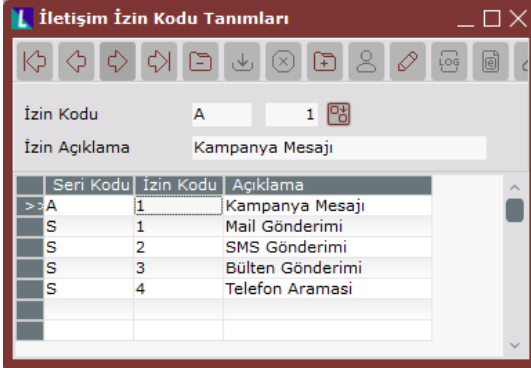 İletişim İzin Kodu Tanımları
LOG
İzin Kodu A 1
İzin Açıklama Kampanya Mesajı
Seri Kodu İzin Kodu Açıklama
>> A 1 Kampanya Mesajı
S 1 Mail Gönderimi
S 2 SMS Gönderimi
S 3 Bülten Gönderimi
S 4 Telefon Araması